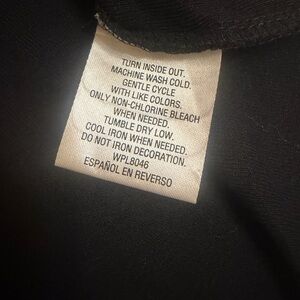 TURN INSIDE OUT.
MACHINE WASH COLD.
GENTLE CYCLE
WITH LIKE COLORS.
ONLY NON-CHLORINE BLEACH
WHEN NEEDED.
TUMBLE DRY LOW.
COOL IRON WHEN NEEDED.
DO NOT IRON DECORATION.
WPL8046
ESPAÑOL EN REVERSO